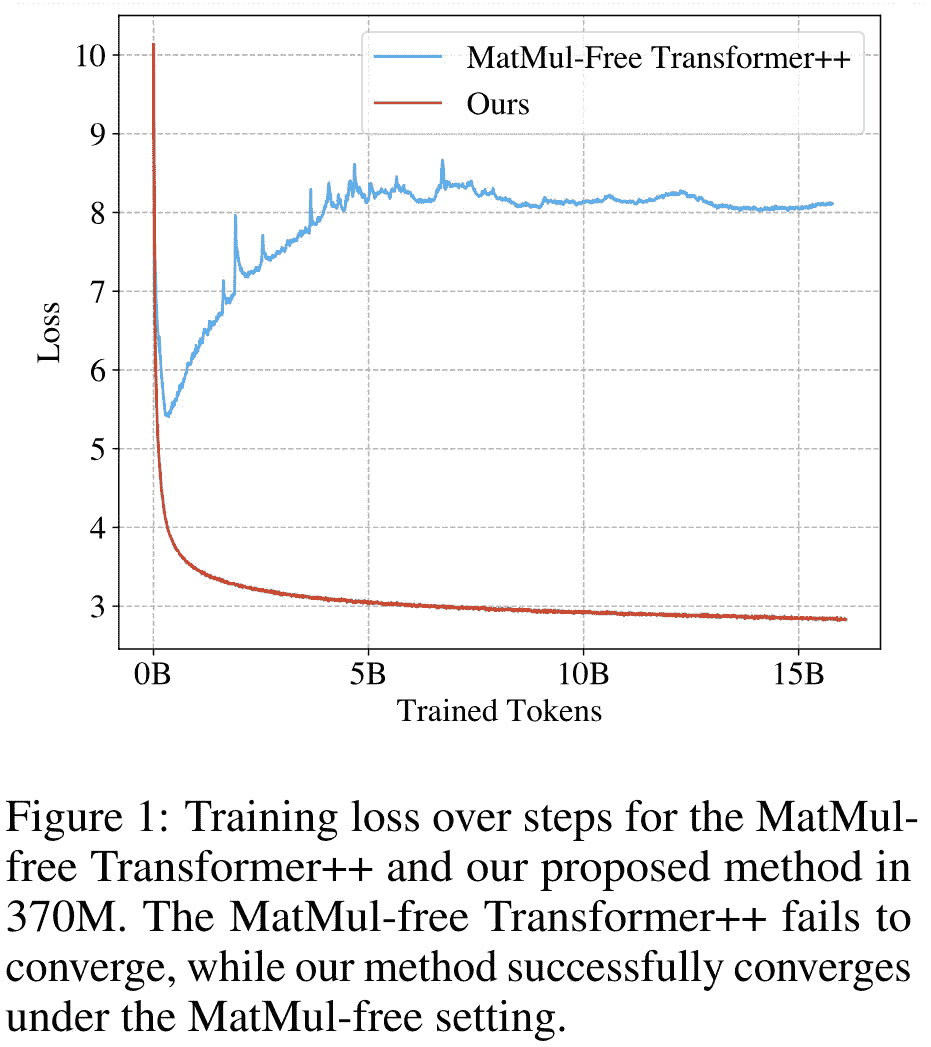 10
MatMul-Free Transformer++
Ours
9
8
7
6
5
4
3
Loss
0B 5B 10B 15B
Trained Tokens
Figure 1: Training loss over steps for the MatMul-
free Transformer++ and our proposed method in
370M. The MatMul-free Transformer++ fails to
converge, while our method successfully converges
under the MatMul-free setting.